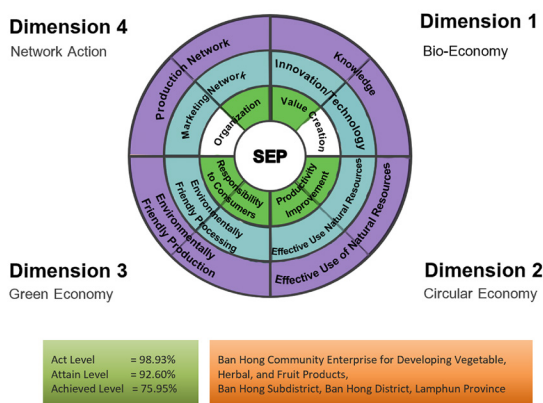 Dimension 4
Network Action
Dimension 1
Bio-Economy
Production Network
Knowledge
Marketing Network
Innovation/Technology
Organization
Value Creation
SEP
Responsibility
to Consumers
Productivity
Improvement
Environmentally
Friendly Processing
Effective Use Natural Resources
Environmentally
Friendly Production
Effective Use of Natural Resources
Dimension 3
Green Economy
Dimension 2
Circular Economy
Act Level = 98.93%
Attain Level = 92.60%
Achieved Level = 75.95%
Ban Hong Community Enterprise for Developing Vegetable,
Herbal, and Fruit Products,
Ban Hong Subdistrict, Ban Hong District, Lamphun Province